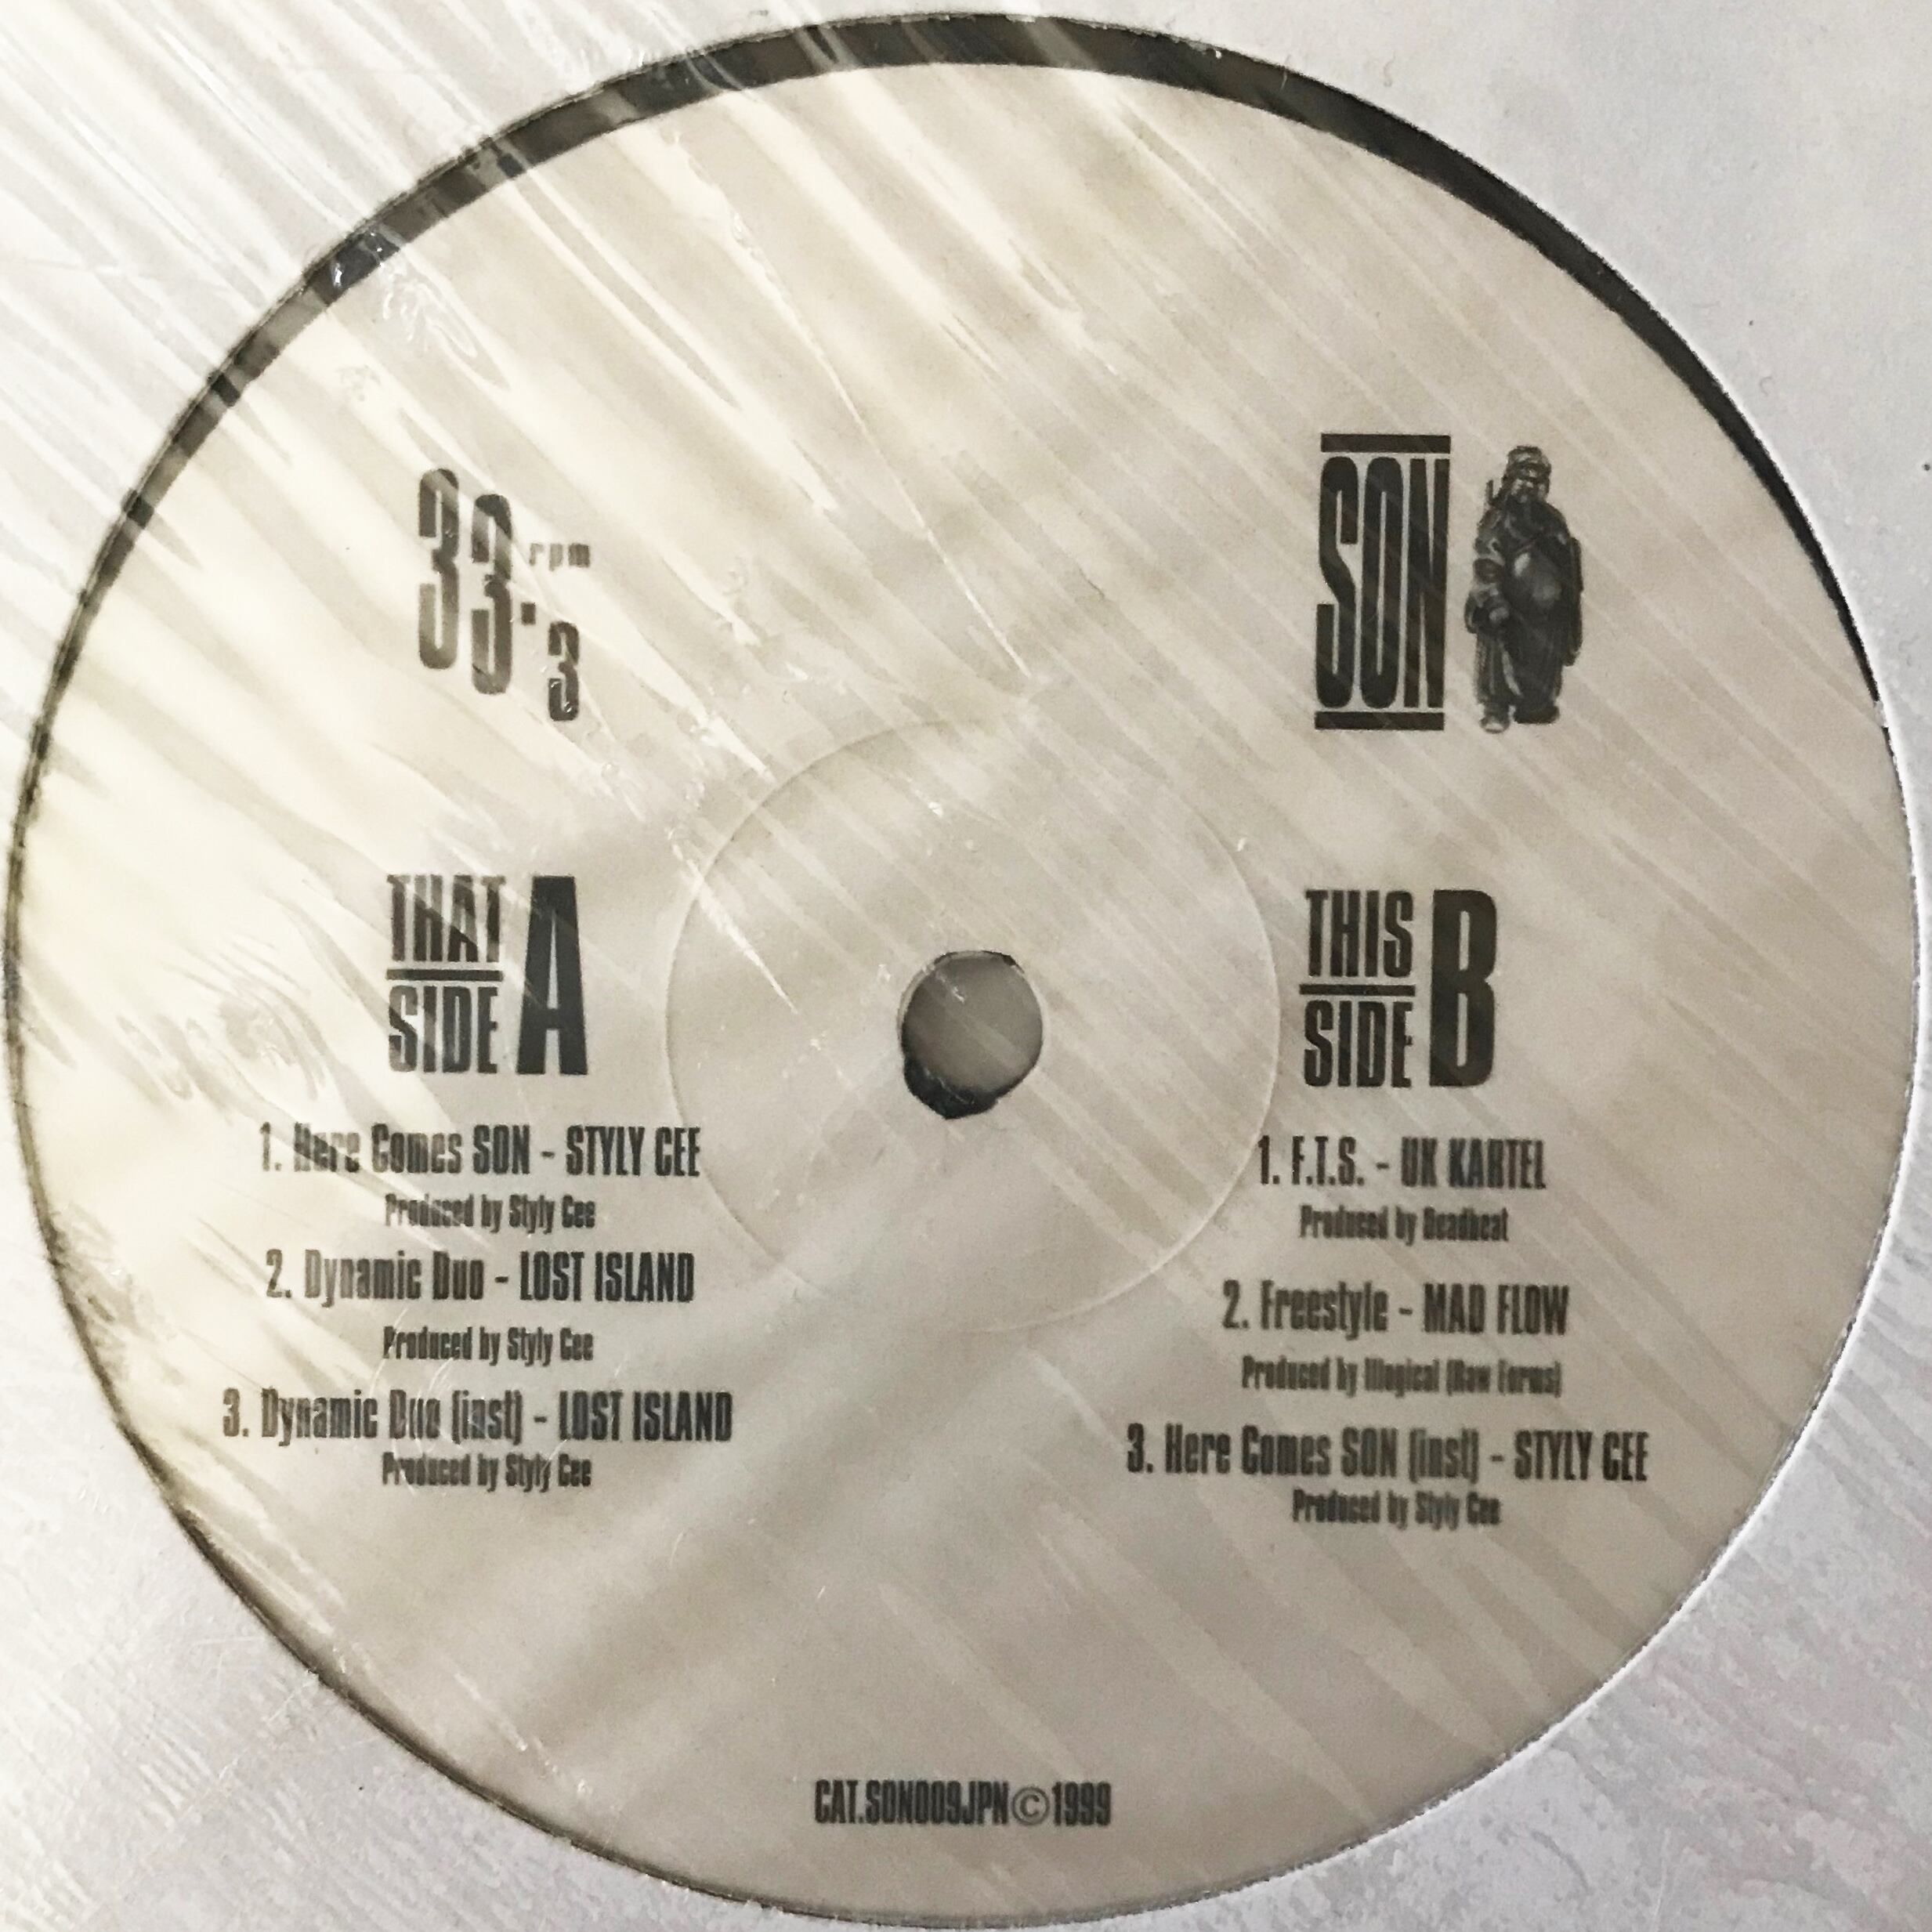 33.3 rpm
SON
THAT
SIDE A
1. Here Comes SON - STYLY CEE
Produced by Styly Cee
2. Dynamic Duo - LOST ISLAND
Produced by Styly Cee
3. Dynamic Duo (inst) - LOST ISLAND
Produced by Styly Cee
THIS
SIDE B
1. F.T.S. - UK KARTEL
Produced by Deadbeat
2. Freestyle - MAD FLOW
Produced by Illogical (Raw Forms)
3. Here Comes SON (inst) - STYLY CEE
Produced by Styly Cee
CAT.SON009JPN©1999